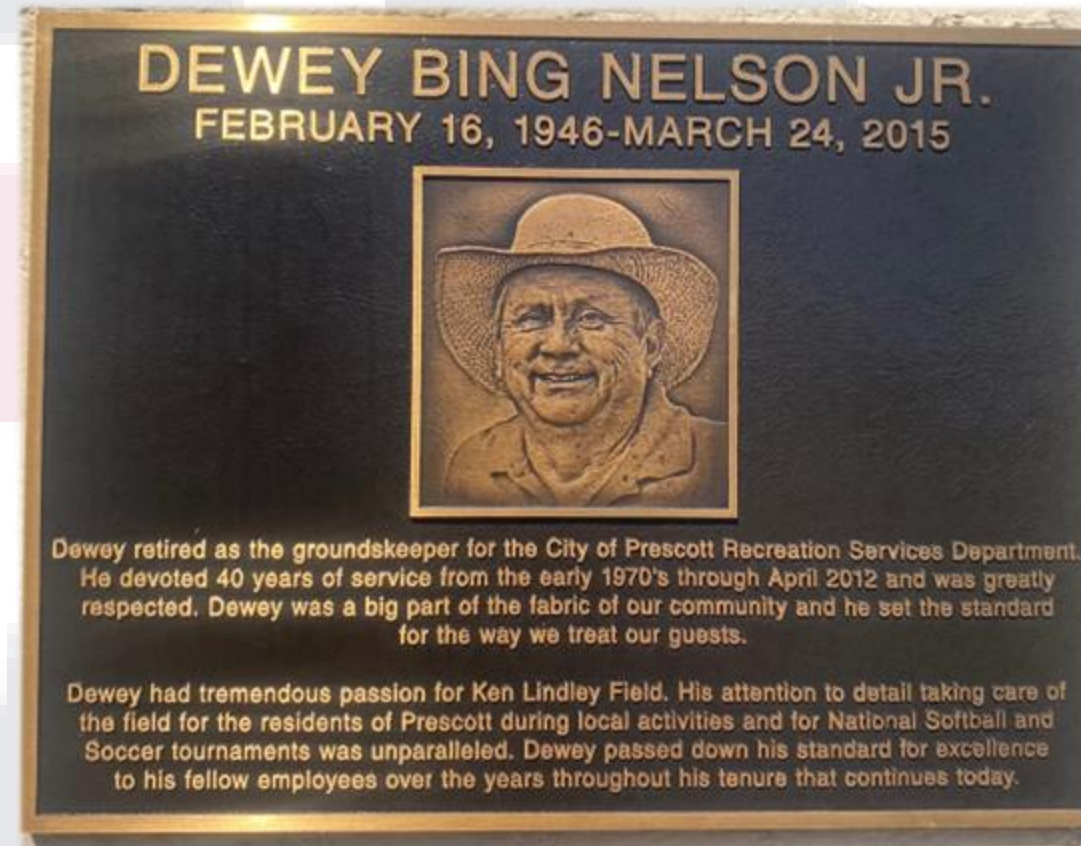 DEWEY BING NELSON JR.
FEBRUARY 16, 1946-MARCH 24, 2015
Dewey retired as the groundskeeper for the City of Prescott Recreation Services Department.
He devoted 40 years of service from the early 1970's through April 2012 and was greatly
respected. Dewey was a big part of the fabric of our community and he set the standard
for the way we treat our guests.
Dewey had tremendous passion for Ken Lindley Field. His attention to detail taking care of
the field for the residents of Prescott during local activities and for National Softball and
Soccer tournaments was unparalleled. Dewey passed down his standard for excellence
to his fellow employees over the years throughout his tenure that continues today.